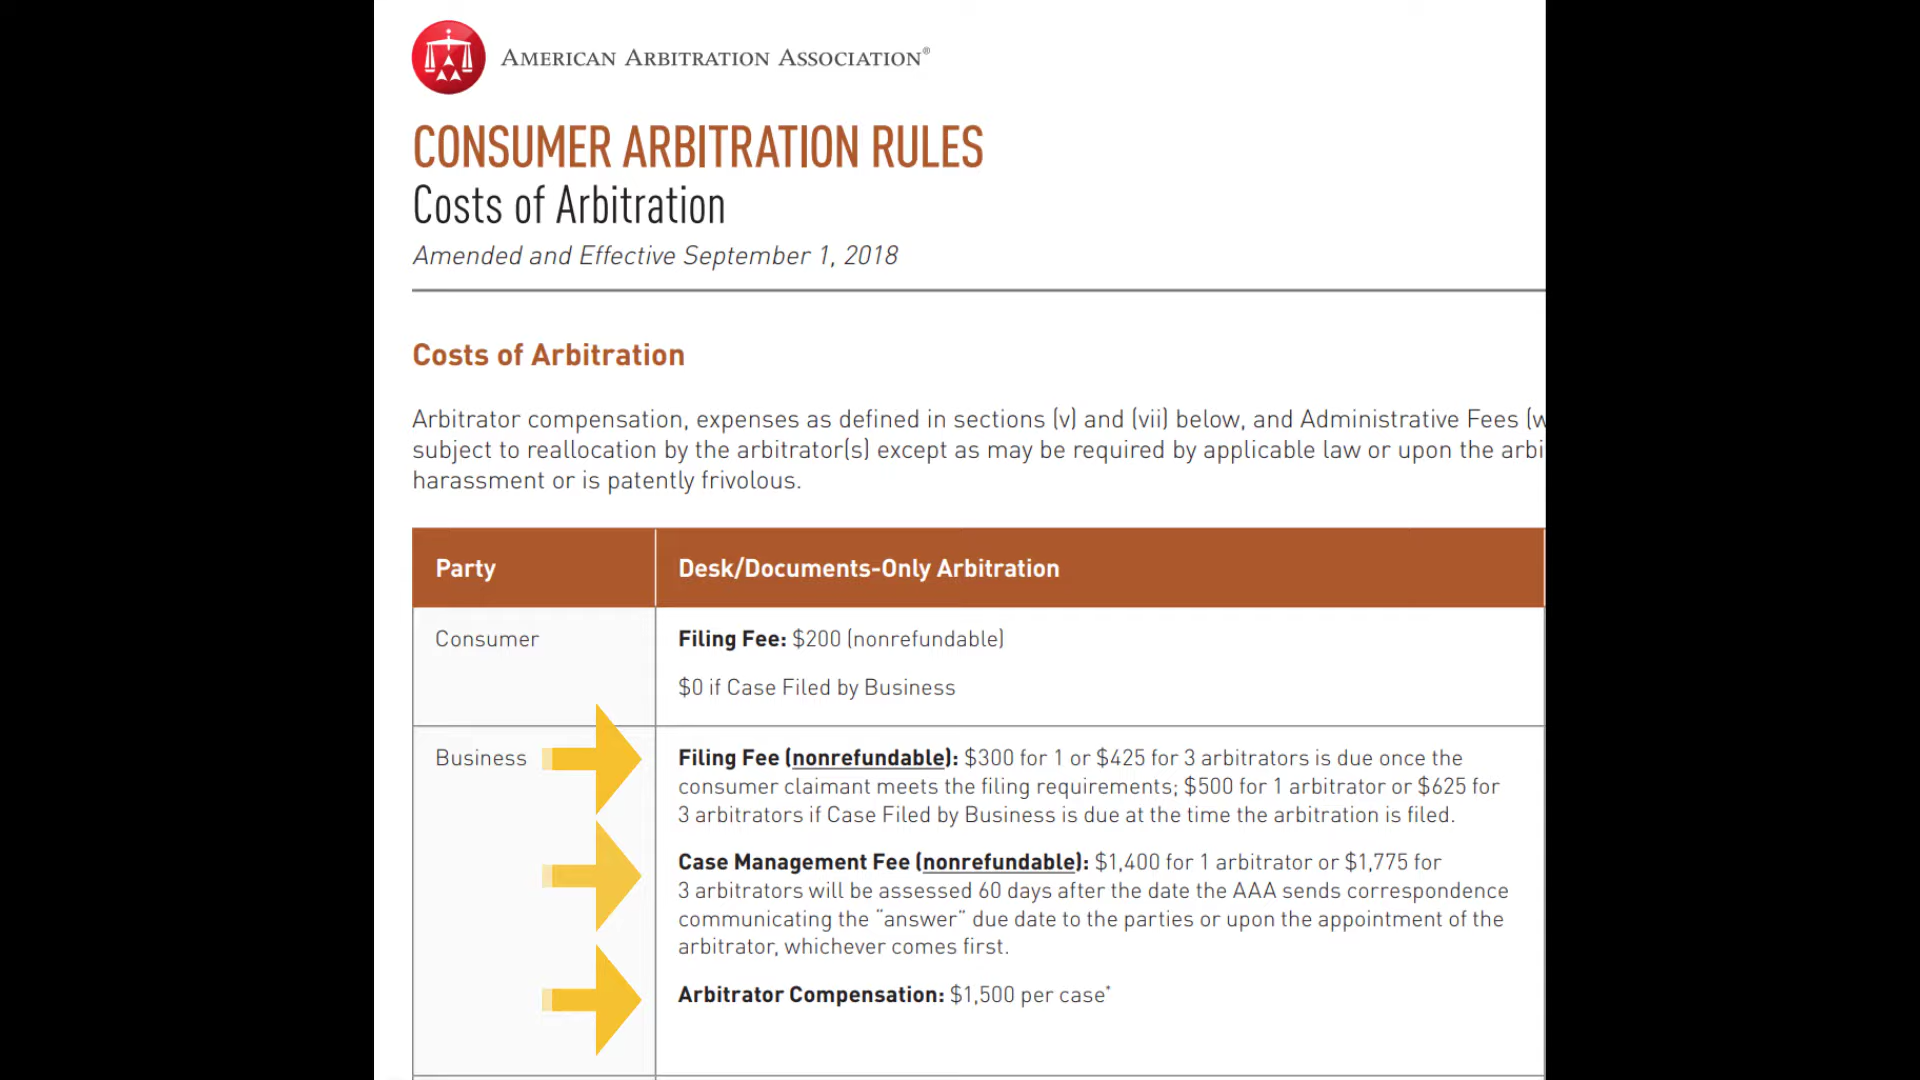 AMERICAN ARBITRATION ASSOCIATION®
CONSUMER ARBITRATION RULES
Costs of Arbitration
Amended and Effective September 1, 2018
Costs of Arbitration
Arbitrator compensation, expenses as defined in sections (v) and (vii) below, and Administrative Fees (w
subject to reallocation by the arbitrator(s) except as may be required by applicable law or upon the arbi
harassment or is patently frivolous.
Party
Desk/Documents-Only Arbitration
Consumer
Filing Fee: $200 (nonrefundable)
$0 if Case Filed by Business
Business
Filing Fee (nonrefundable): $300 for 1 or $425 for 3 arbitrators is due once the
consumer claimant meets the filing requirements; $500 for 1 arbitrator or $625 for
3 arbitrators if Case Filed by Business is due at the time the arbitration is filed.
Case Management Fee (nonrefundable): $1,400 for 1 arbitrator or $1,775 for
3 arbitrators will be assessed 60 days after the date the AAA sends correspondence
communicating the “answer” due date to the parties or upon the appointment of the
arbitrator, whichever comes first.
Arbitrator Compensation: $1,500 per case*